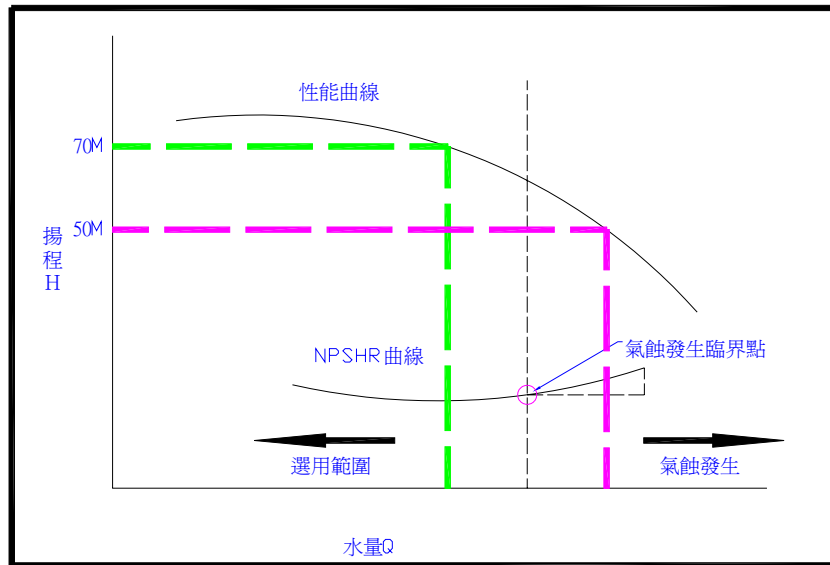 性能曲線
70M
50M
揚程
H
NPSHR曲線
氣蝕發生臨界點
選用範圍
氣蝕發生
水量Q